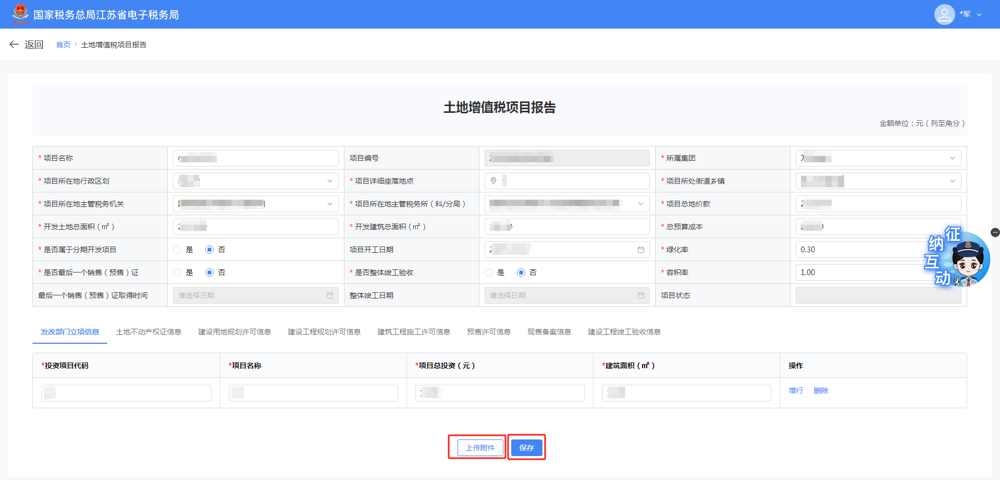 国家税务总局江苏省电子税务局
*军
返回 首页 > 土地增值税项目报告
土地增值税项目报告
金额单位：元（列至角分）
* 项目名称 项目编号 * 所属集团
* 项目所在地行政区划 * 项目详细座落地点 * 项目所处街道乡镇
* 项目所在地主管税务机关 * 项目所在地主管税务所（科/分局） * 项目总地价款
* 开发土地总面积（㎡） * 开发建筑总面积（㎡） * 总预算成本
* 是否属于分期开发项目 是 否 项目开工日期 * 绿化率 0.30
* 是否最后一个销售（预售）证 是 否 * 是否整体竣工验收 是 否 * 容积率 1.00
最后一个销售（预售）证取得时间 请选择日期 整体竣工日期 请选择日期 项目状态
征纳互动
发改部门立项信息 土地不动产权证信息 建设用地规划许可信息 建设工程规划许可信息 建筑工程施工许可信息 预售许可信息 现售备案信息 建设工程竣工验收信息
*投资项目代码 *项目名称 *项目总投资（元） *建筑面积（㎡） 操作
增行 删除
上传附件 保存